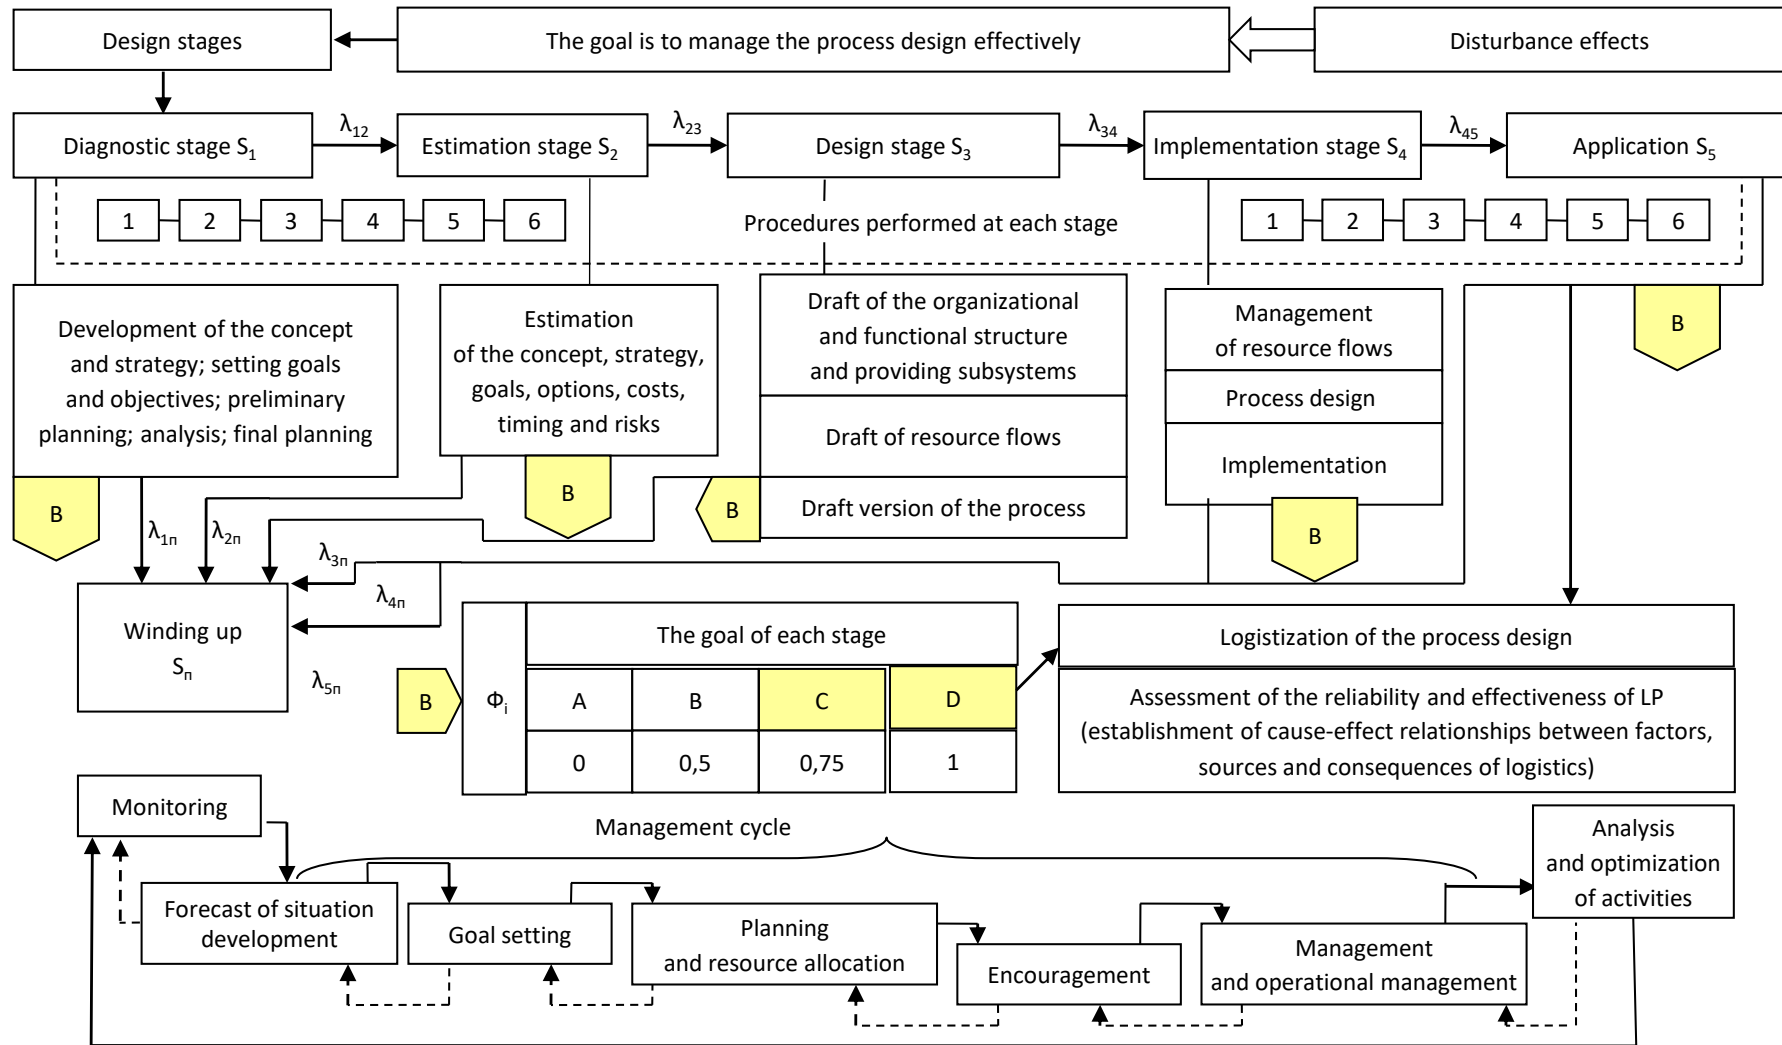 Design stages
The goal is to manage the process design effectively
Disturbance effects
Diagnostic stage S₁
λ₁₂
Estimation stage S₂
λ₂₃
Design stage S₃
λ₃₄
Implementation stage S₄
λ₄₅
Application S₅
1 2 3 4 5 6
Procedures performed at each stage
1 2 3 4 5 6
Development of the concept
and strategy; setting goals
and objectives; preliminary
planning; analysis; final planning
Estimation
of the concept, strategy,
goals, options, costs,
timing and risks
Draft of the organizational
and functional structure
and providing subsystems
Draft of resource flows
Draft version of the process
Management
of resource flows
Process design
Implementation
B
B
B
B
B
λ₁ₙ
λ₂ₙ
λ₃ₙ
λ₄ₙ
λ₅ₙ
Winding up
Sₙ
B
Φᵢ
The goal of each stage
A B C D
0 0,5 0,75 1
Logistization of the process design
Assessment of the reliability and effectiveness of LP
(establishment of cause-effect relationships between factors,
sources and consequences of logistics)
Monitoring
Management cycle
Forecast of situation
development
Goal setting
Planning
and resource allocation
Encouragement
Management
and operational management
Analysis
and optimization
of activities